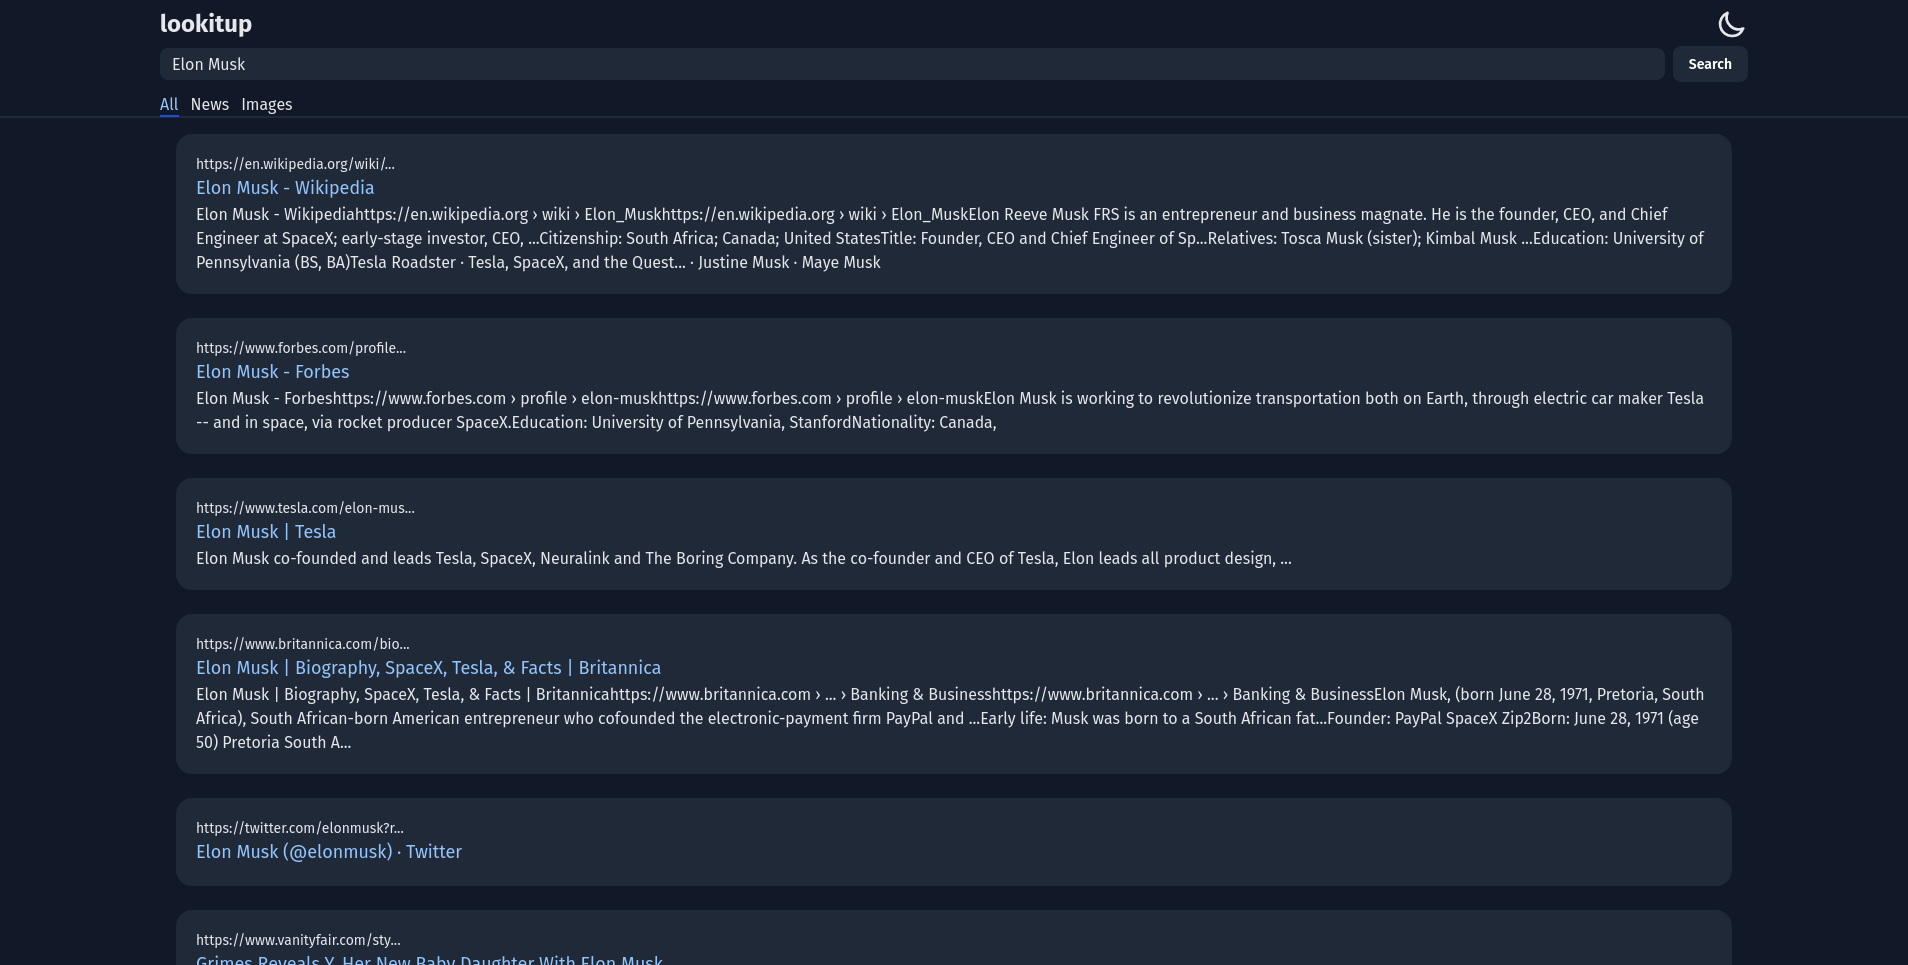 lookitup
Elon Musk
Search
All News Images
https://en.wikipedia.org/wiki/...
Elon Musk - Wikipedia
Elon Musk - Wikipediahttps://en.wikipedia.org › wiki › Elon_Muskhttps://en.wikipedia.org › wiki › Elon_MuskElon Reeve Musk FRS is an entrepreneur and business magnate. He is the founder, CEO, and Chief
Engineer at SpaceX; early-stage investor, CEO, ...Citizenship: South Africa; Canada; United StatesTitle: Founder, CEO and Chief Engineer of Sp...Relatives: Tosca Musk (sister); Kimbal Musk ...Education: University of
Pennsylvania (BS, BA)Tesla Roadster · Tesla, SpaceX, and the Quest... · Justine Musk · Maye Musk
https://www.forbes.com/profile...
Elon Musk - Forbes
Elon Musk - Forbeshttps://www.forbes.com › profile › elon-muskhttps://www.forbes.com › profile › elon-muskElon Musk is working to revolutionize transportation both on Earth, through electric car maker Tesla
-- and in space, via rocket producer SpaceX.Education: University of Pennsylvania, StanfordNationality: Canada,
https://www.tesla.com/elon-mus...
Elon Musk | Tesla
Elon Musk co-founded and leads Tesla, SpaceX, Neuralink and The Boring Company. As the co-founder and CEO of Tesla, Elon leads all product design, ...
https://www.britannica.com/bio...
Elon Musk | Biography, SpaceX, Tesla, & Facts | Britannica
Elon Musk | Biography, SpaceX, Tesla, & Facts | Britannicahttps://www.britannica.com › ... › Banking & Businesshttps://www.britannica.com › ... › Banking & BusinessElon Musk, (born June 28, 1971, Pretoria, South
Africa), South African-born American entrepreneur who cofounded the electronic-payment firm PayPal and ...Early life: Musk was born to a South African fat...Founder: PayPal SpaceX Zip2Born: June 28, 1971 (age
50) Pretoria South A...
https://twitter.com/elonmusk?r...
Elon Musk (@elonmusk) · Twitter
https://www.vanityfair.com/sty...
Grimes Reveals Y, Her New Baby Daughter With Elon Musk